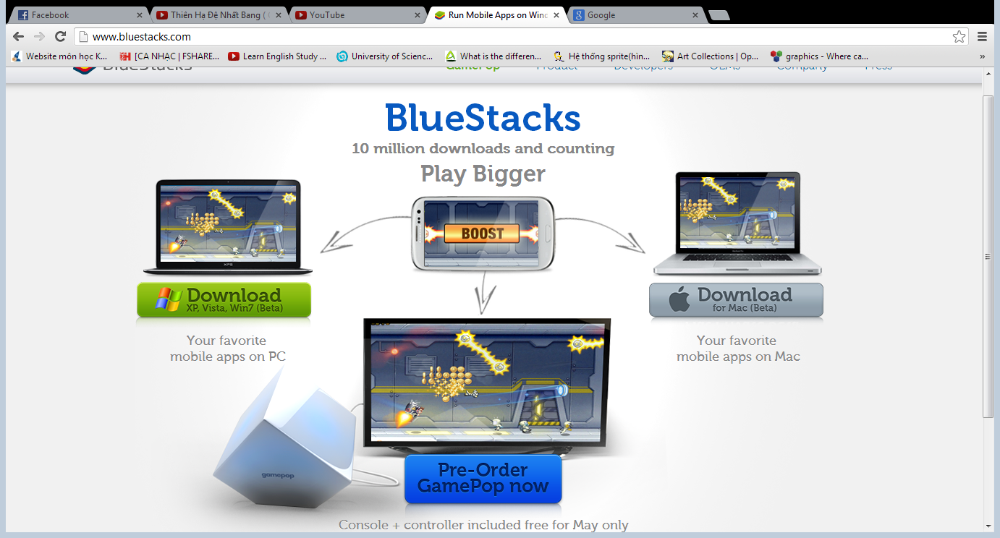 Facebook
Thiên Hạ Đệ Nhất Bang (
YouTube
Run Mobile Apps on Wind
Google
www.bluestacks.com
Website môn học K...
[CA NHAC | FSHARE...
Learn English Study ...
University of Scienc...
What is the differen...
Hệ thống sprite(hin...
Art Collections | Op...
graphics - Where ca...
»
BlueStacks
GamePop
Product
Developers
OEMs
Company
Press
BlueStacks
10 million downloads and counting
Play Bigger
BOOST
XPS
Download
XP, Vista, Win7 (Beta)
Download
for Mac (Beta)
Your favorite
mobile apps on PC
Your favorite
mobile apps on Mac
gamepop
Pre-Order
GamePop now
Console + controller included free for May only